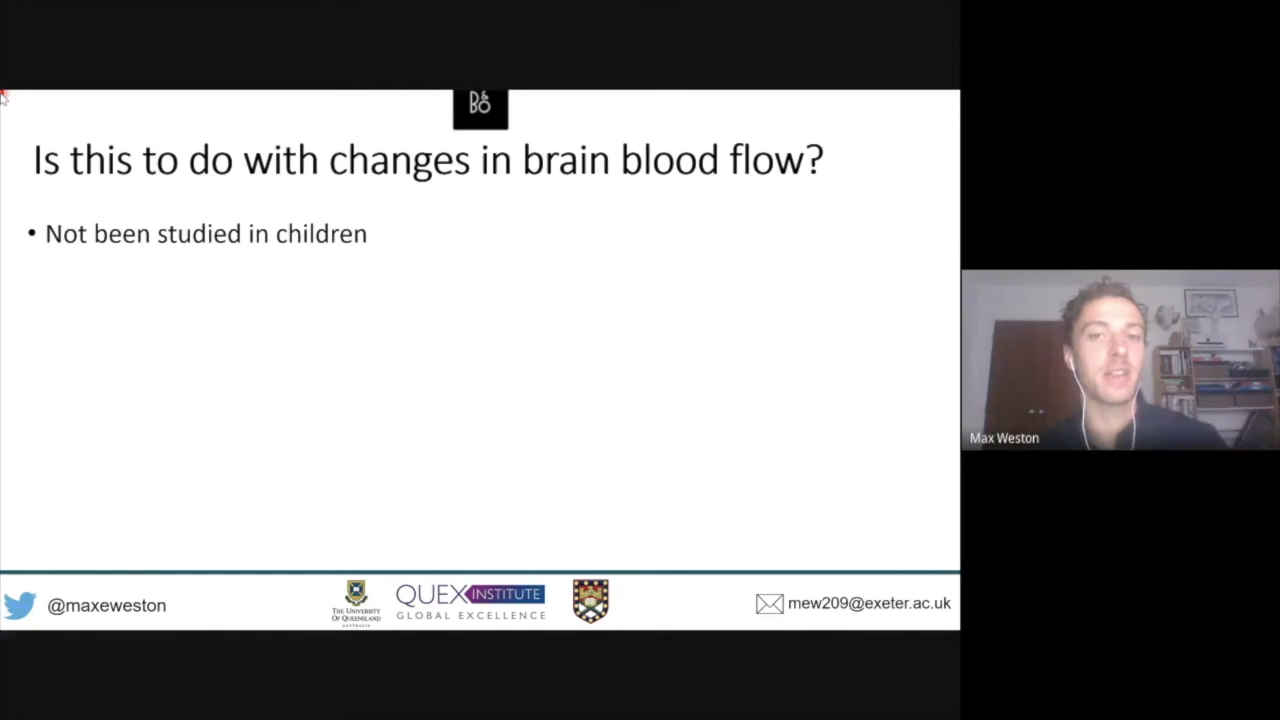 B&
BO
Is this to do with changes in brain blood flow?
• Not been studied in children
Max Weston
@maxeweston
THE UNIVERSITY
OF QUEENSLAND
AUSTRALIA
QUEX INSTITUTE
GLOBAL EXCELLENCE
mew209@exeter.ac.uk